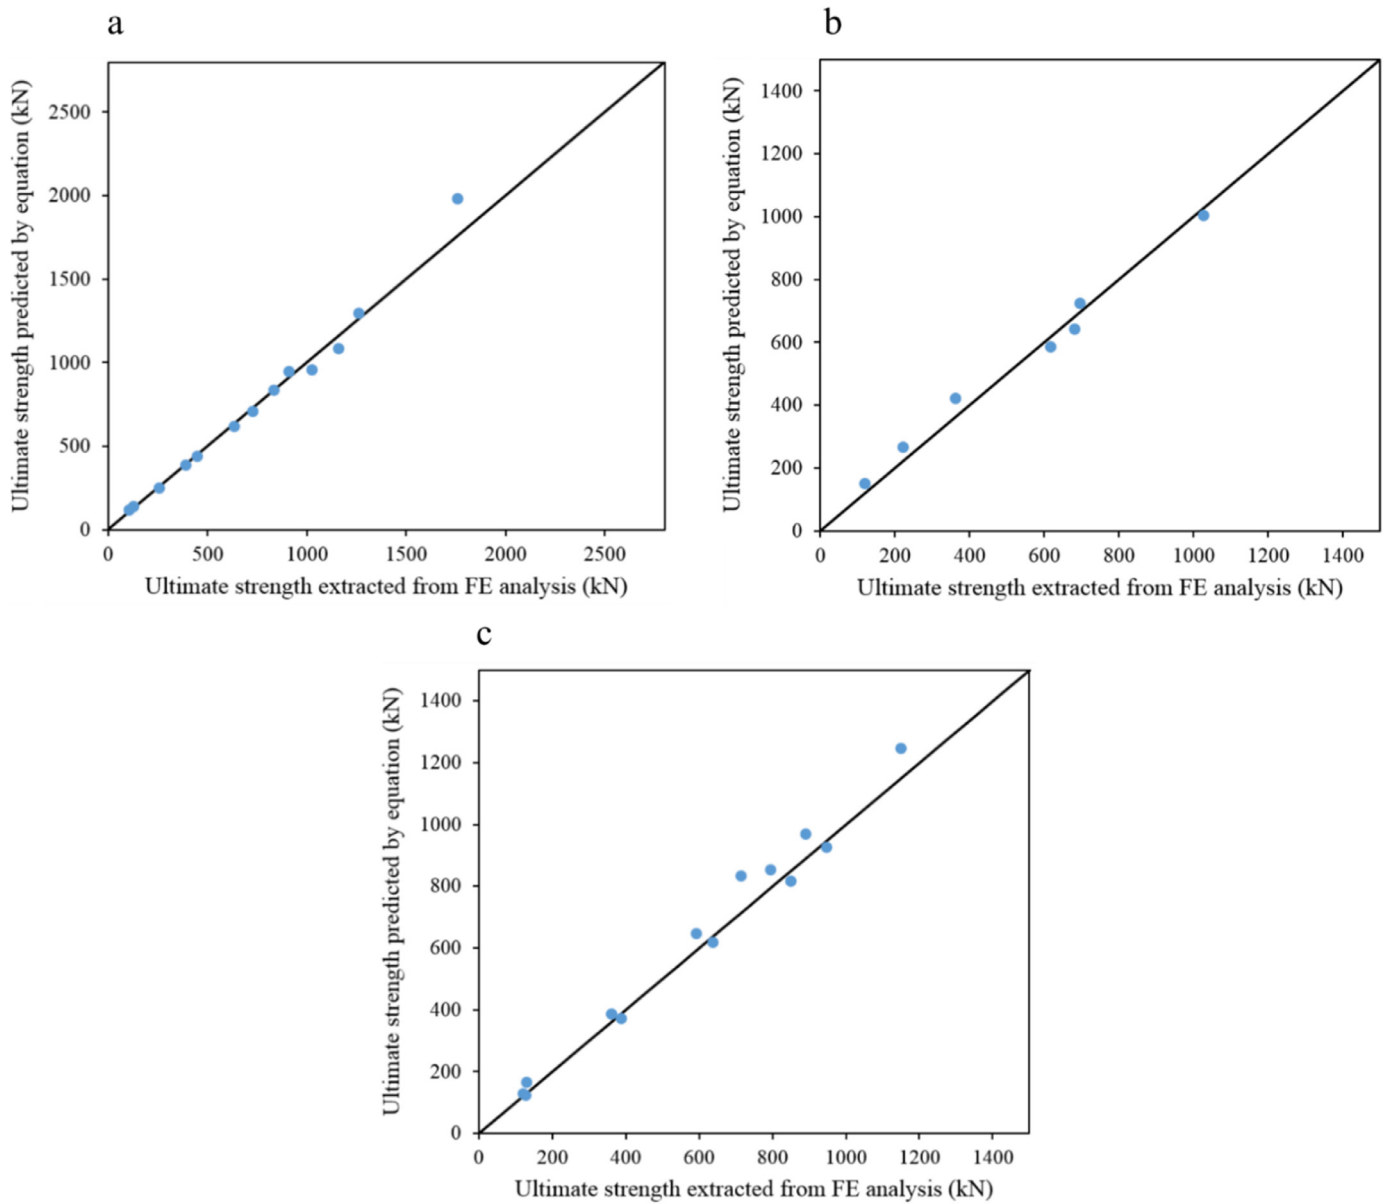 a
Ultimate strength predicted by equation (kN)
2500
2000
1500
1000
500
0
0 500 1000 1500 2000 2500
Ultimate strength extracted from FE analysis (kN)
b
Ultimate strength predicted by equation (kN)
1400
1200
1000
800
600
400
200
0
0 200 400 600 800 1000 1200 1400
Ultimate strength extracted from FE analysis (kN)
c
Ultimate strength predicted by equation (kN)
1400
1200
1000
800
600
400
200
0
0 200 400 600 800 1000 1200 1400
Ultimate strength extracted from FE analysis (kN)